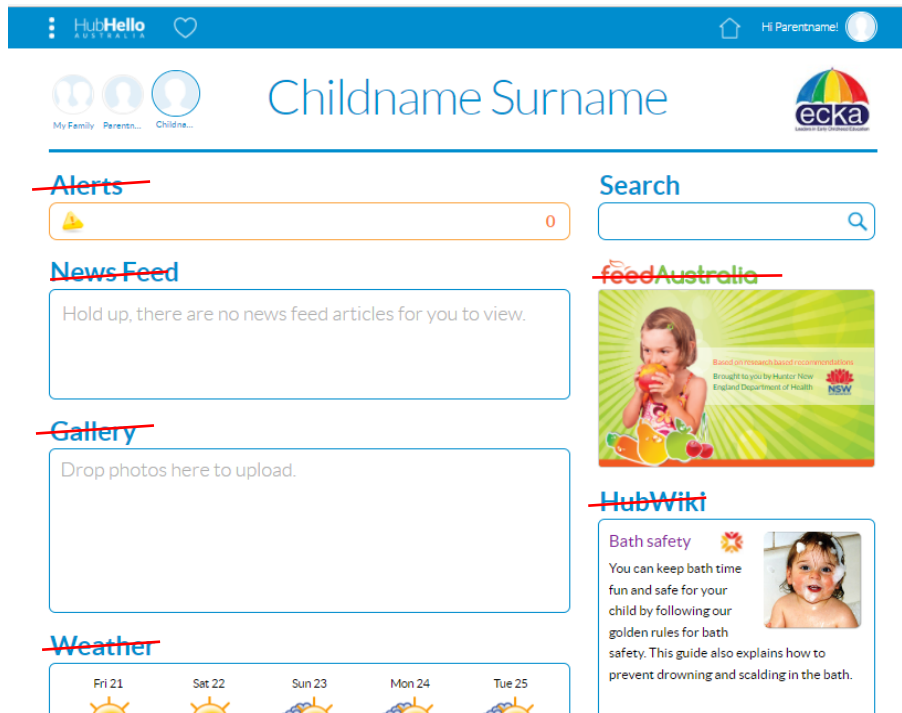 HubHello
AUSTRALIA
Hi Parentname!
My Family
Parentn...
Childna...
Childname Surname
ecka
Leaders in Early Childhood Education
Alerts
0
News Feed
Hold up, there are no news feed articles for you to view.
Gallery
Drop photos here to upload.
Weather
Fri 21
Sat 22
Sun 23
Mon 24
Tue 25
Search
feedAustralia
Based on research based recommendations
Brought to you by Hunter New
England Department of Health
NSW
HubWiki
Bath safety
You can keep bath time
fun and safe for your
child by following our
golden rules for bath
safety. This guide also explains how to
prevent drowning and scalding in the bath.